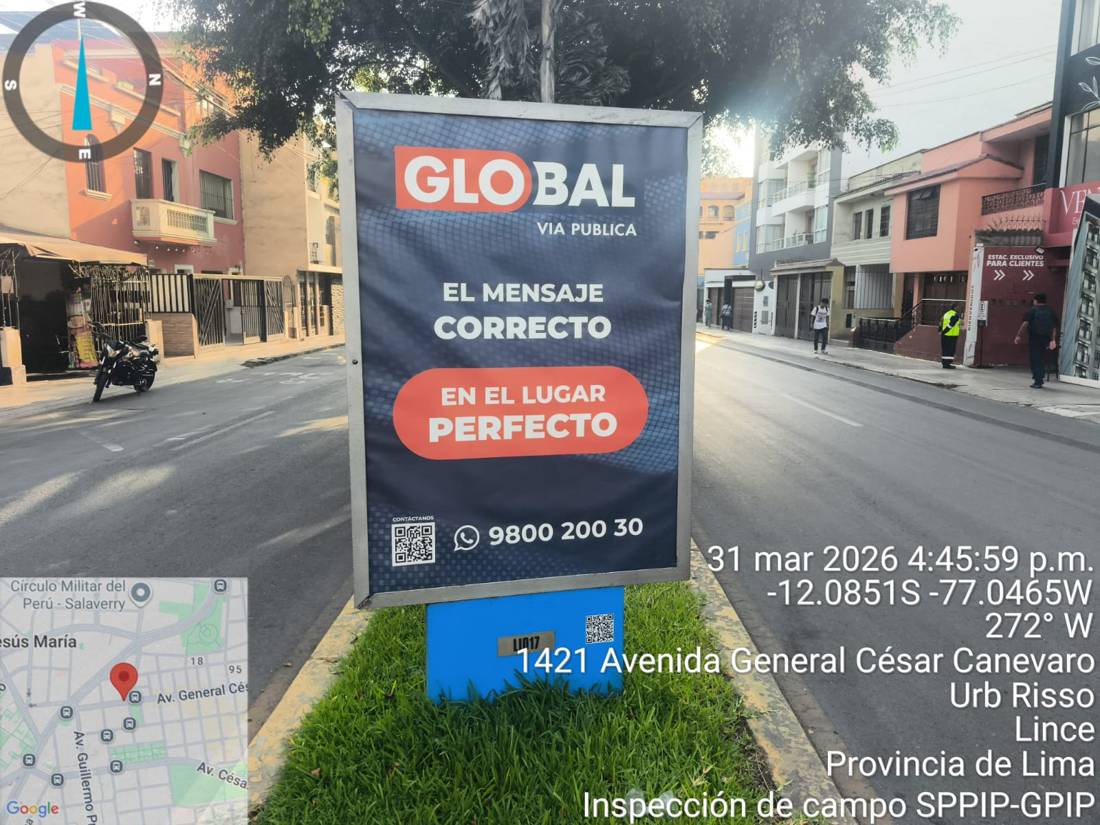 W
N
S
E
GLOBAL
VIA PUBLICA
EL MENSAJE
CORRECTO
EN EL LUGAR
PERFECTO
CONTÁCTANOS
9800 200 30
ESTAC. EXCLUSIVO
PARA CLIENTES
31 mar 2026 4:45:59 p.m.
-12.0851S -77.0465W
272° W
1421 Avenida General César Canevaro
Urb Risso
Lince
Provincia de Lima
Inspección de campo SPPIP-GPIP
Círculo Militar del
Perú - Salaverry
esús María
18
95
Av. General Cés
Av. Guillermo P
Av. Césa
Google